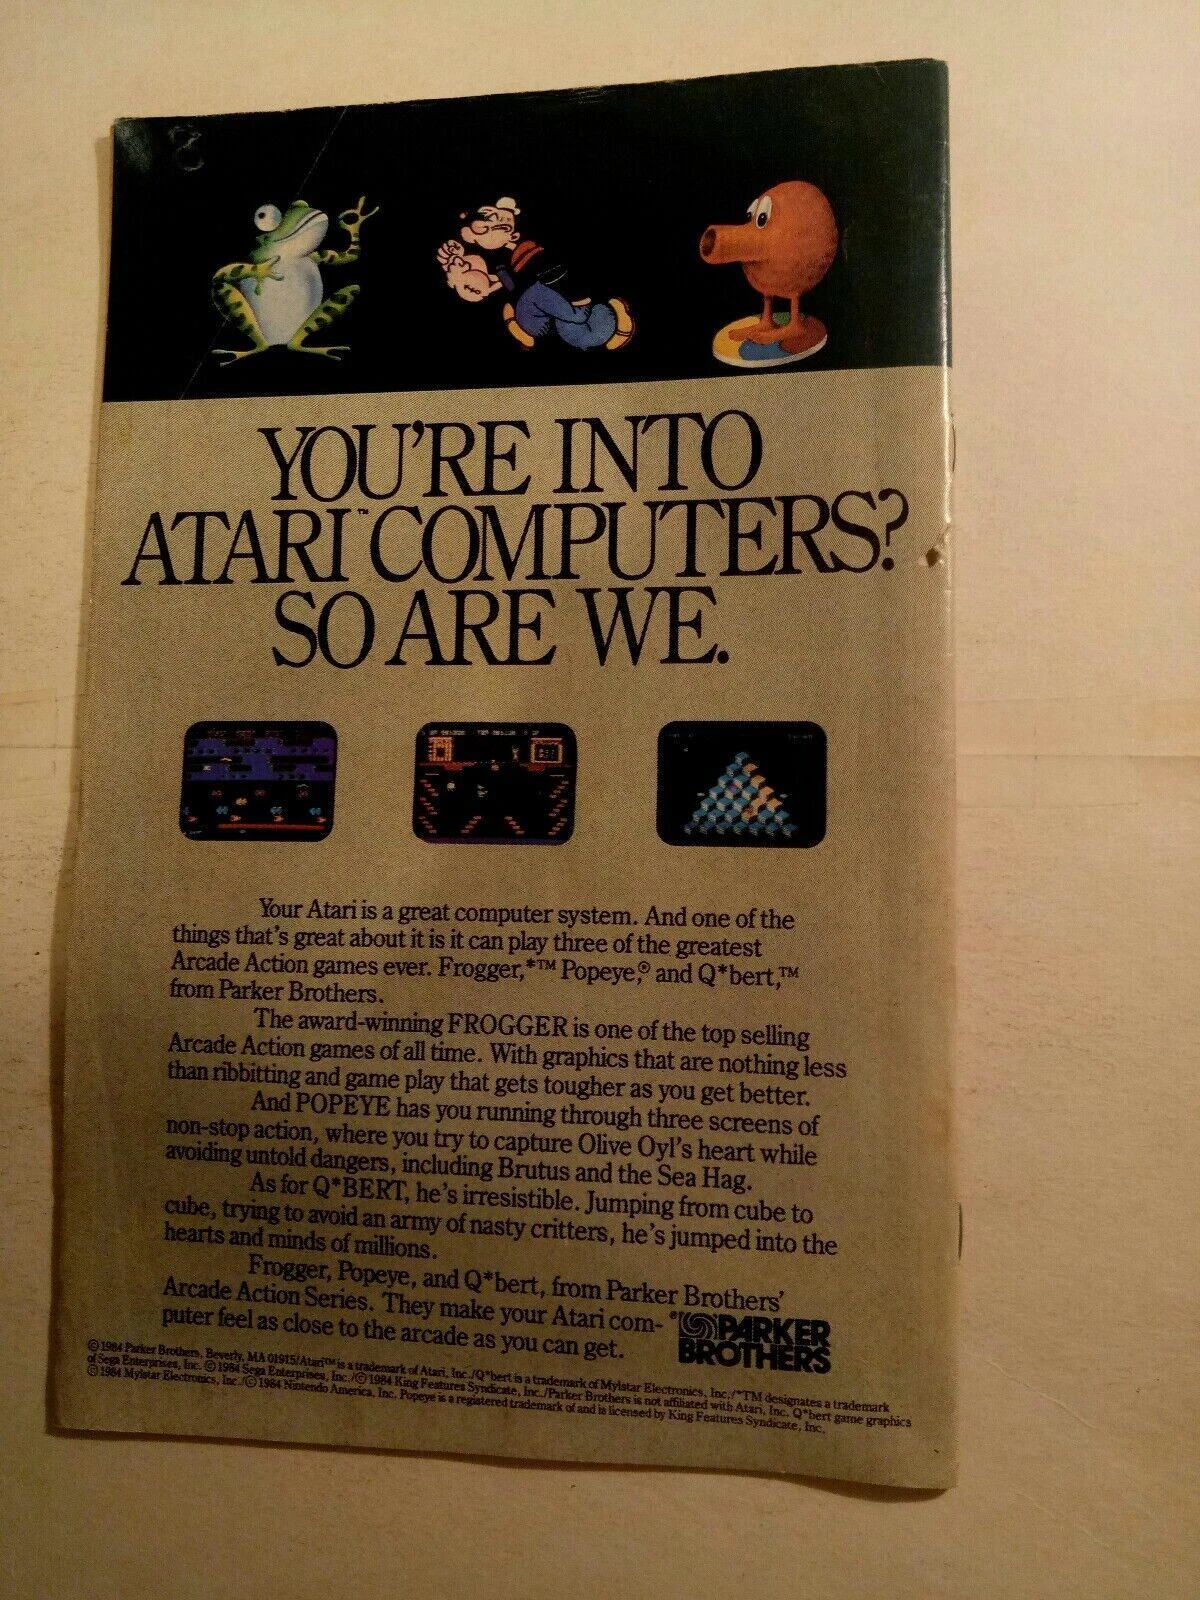 YOU'RE INTO
ATARI™ COMPUTERS?
SO ARE WE.
Your Atari is a great computer system. And one of the
things that's great about it is it can play three of the greatest
Arcade Action games ever. Frogger,*™ Popeye,® and Q*bert,™
from Parker Brothers.
The award-winning FROGGER is one of the top selling
Arcade Action games of all time. With graphics that are nothing less
than ribbitting and game play that gets tougher as you get better.
And POPEYE has you running through three screens of
non-stop action, where you try to capture Olive Oyl's heart while
avoiding untold dangers, including Brutus and the Sea Hag.
As for Q*BERT, he's irresistible. Jumping from cube to
cube, trying to avoid an army of nasty critters, he's jumped into the
hearts and minds of millions.
Frogger, Popeye, and Q*bert, from Parker Brothers'
Arcade Action Series. They make your Atari com-
puter feel as close to the arcade as you can get.
PARKER
BROTHERS
©1984 Parker Brothers, Beverly, MA 01915/Atari™ is a trademark of Atari, Inc./Q*bert is a trademark of Mylstar Electronics, Inc./*TM designates a trademark
of Sega Enterprises, Inc. ©1984 Sega Enterprises, Inc./©1984 King Features Syndicate, Inc./Parker Brothers is not affiliated with Atari, Inc. Q*bert game graphics
©1984 Mylstar Electronics, Inc./©1984 Nintendo America, Inc. Popeye is a registered trademark of and is licensed by King Features Syndicate, Inc.